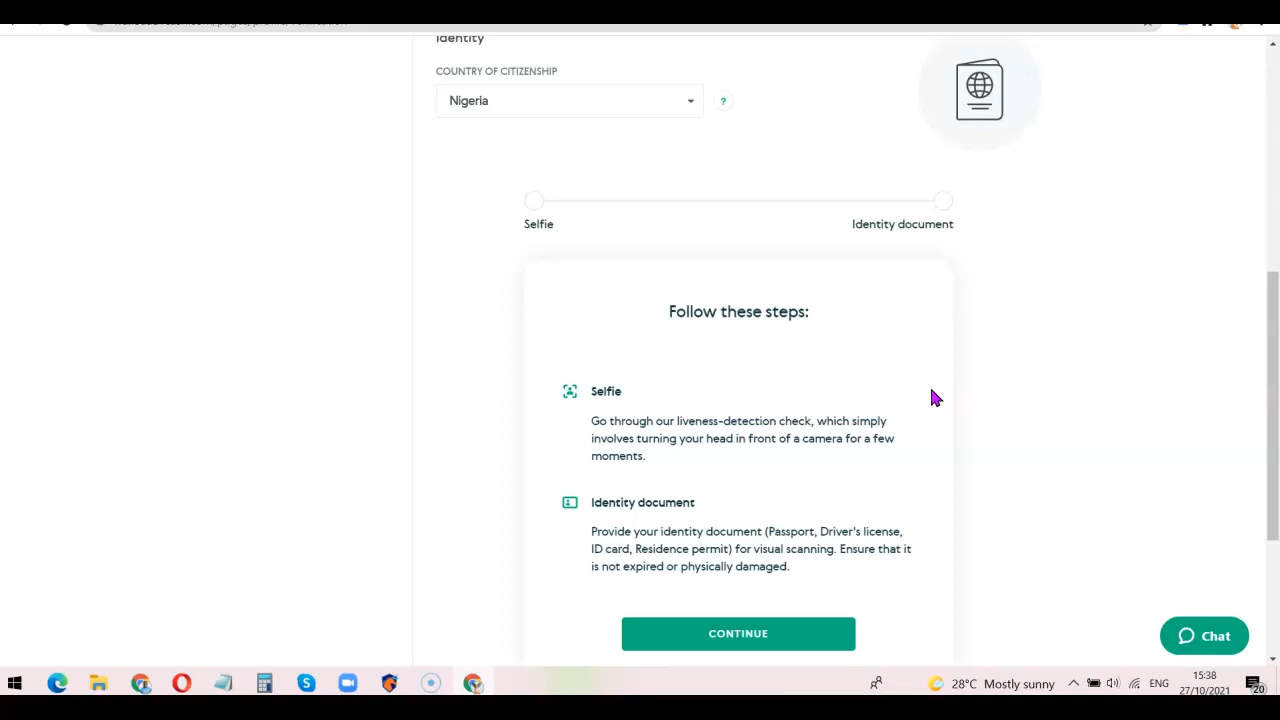 Identity
COUNTRY OF CITIZENSHIP
Nigeria
?
Selfie
Identity document
Follow these steps:
Selfie
Go through our liveness-detection check, which simply
involves turning your head in front of a camera for a few
moments.
Identity document
Provide your identity document (Passport, Driver's license,
ID card, Residence permit) for visual scanning. Ensure that it
is not expired or physically damaged.
CONTINUE
Chat
28°C Mostly sunny
ENG
15:38
27/10/2021
20